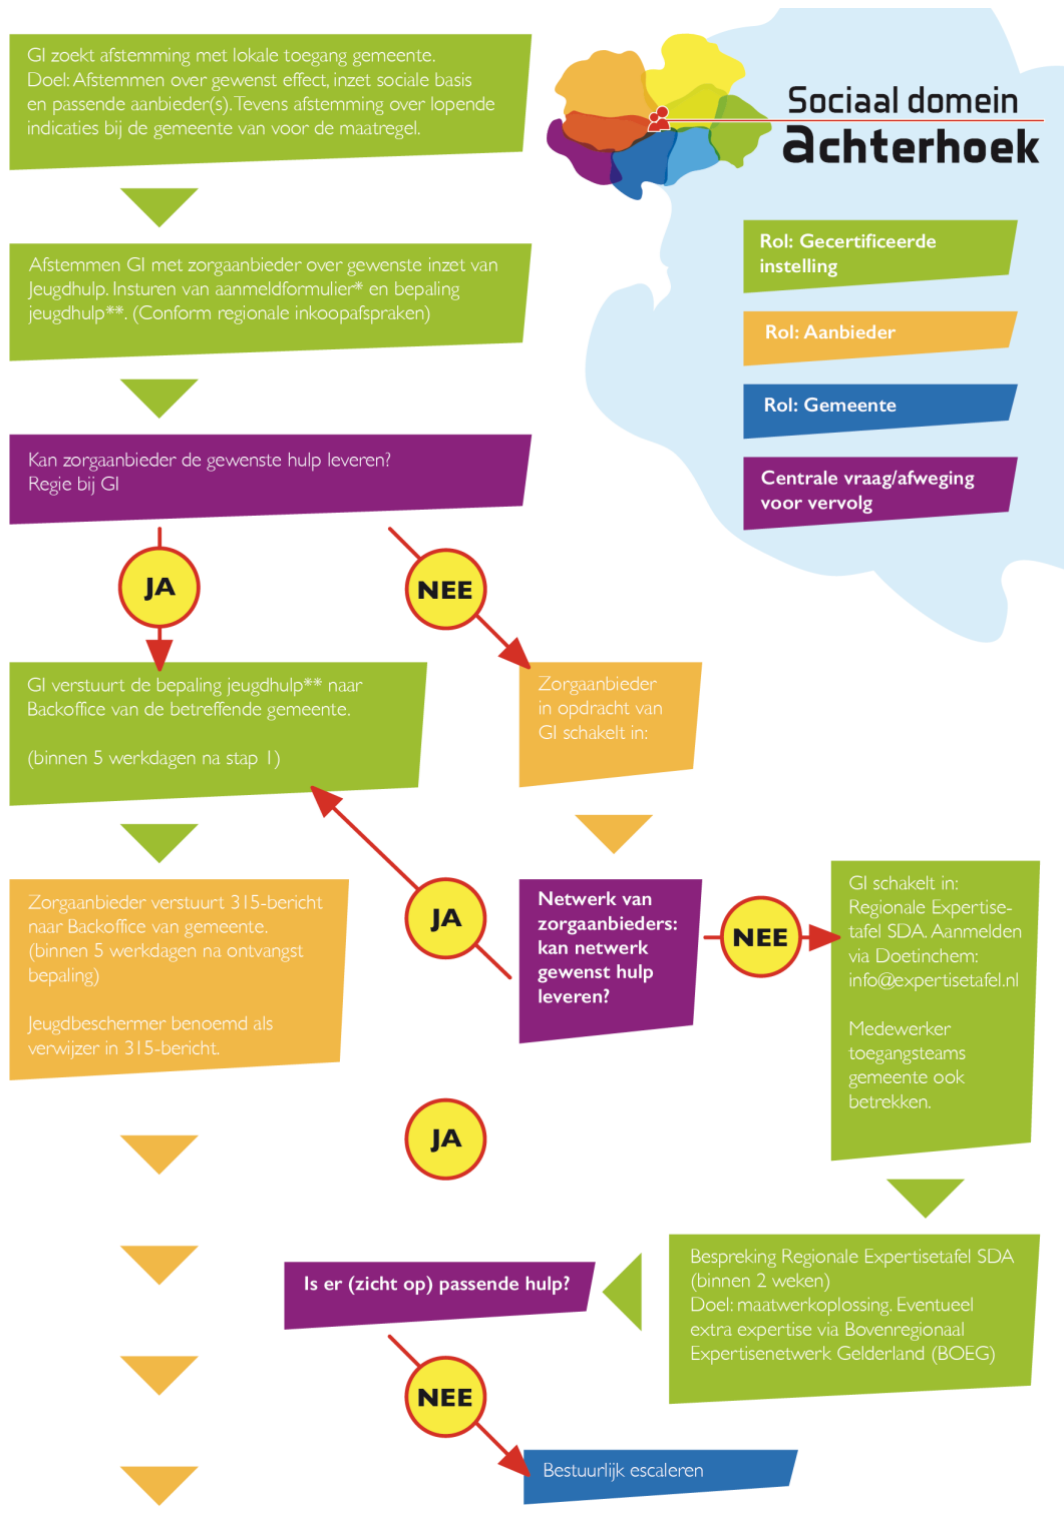 GI zoekt afstemming met lokale toegang gemeente.
Doel: Afstemmen over gewenst effect, inzet sociale basis
en passende aanbieder(s). Tevens afstemming over lopende
indicaties bij de gemeente van voor de maatregel.
Sociaal domein
achterhoek
Rol: Gecertificeerde
instelling
Rol: Aanbieder
Rol: Gemeente
Centrale vraag/afweging
voor vervolg
Afstemmen GI met zorgaanbieder over gewenste inzet van
Jeugdhulp. Insturen van aanmeldformulier* en bepaling
jeugdhulp**. (Conform regionale inkoopafspraken)
Kan zorgaanbieder de gewenste hulp leveren?
Regie bij GI
JA
NEE
GI verstuurt de bepaling jeugdhulp** naar
Backoffice van de betreffende gemeente.
(binnen 5 werkdagen na stap 1)
Zorgaanbieder
in opdracht van
GI schakelt in:
Zorgaanbieder verstuurt 315-bericht
naar Backoffice van gemeente.
(binnen 5 werkdagen na ontvangst
bepaling)
Jeugdbeschermer benoemd als
verwijzer in 315-bericht.
JA
Netwerk van
zorgaanbieders:
kan netwerk
gewenst hulp
leveren?
NEE
GI schakelt in:
Regionale Expertise-
tafel SDA. Aanmelden
via Doetinchem:
info@expertisetafel.nl
Medewerker
toegangsteams
gemeente ook
betrekken.
JA
Bespreking Regionale Expertisetafel SDA
(binnen 2 weken)
Doel: maatwerkoplossing. Eventueel
extra expertise via Bovenregionaal
Expertisenetwerk Gelderland (BOEG)
Is er (zicht op) passende hulp?
NEE
Bestuurlijk escaleren